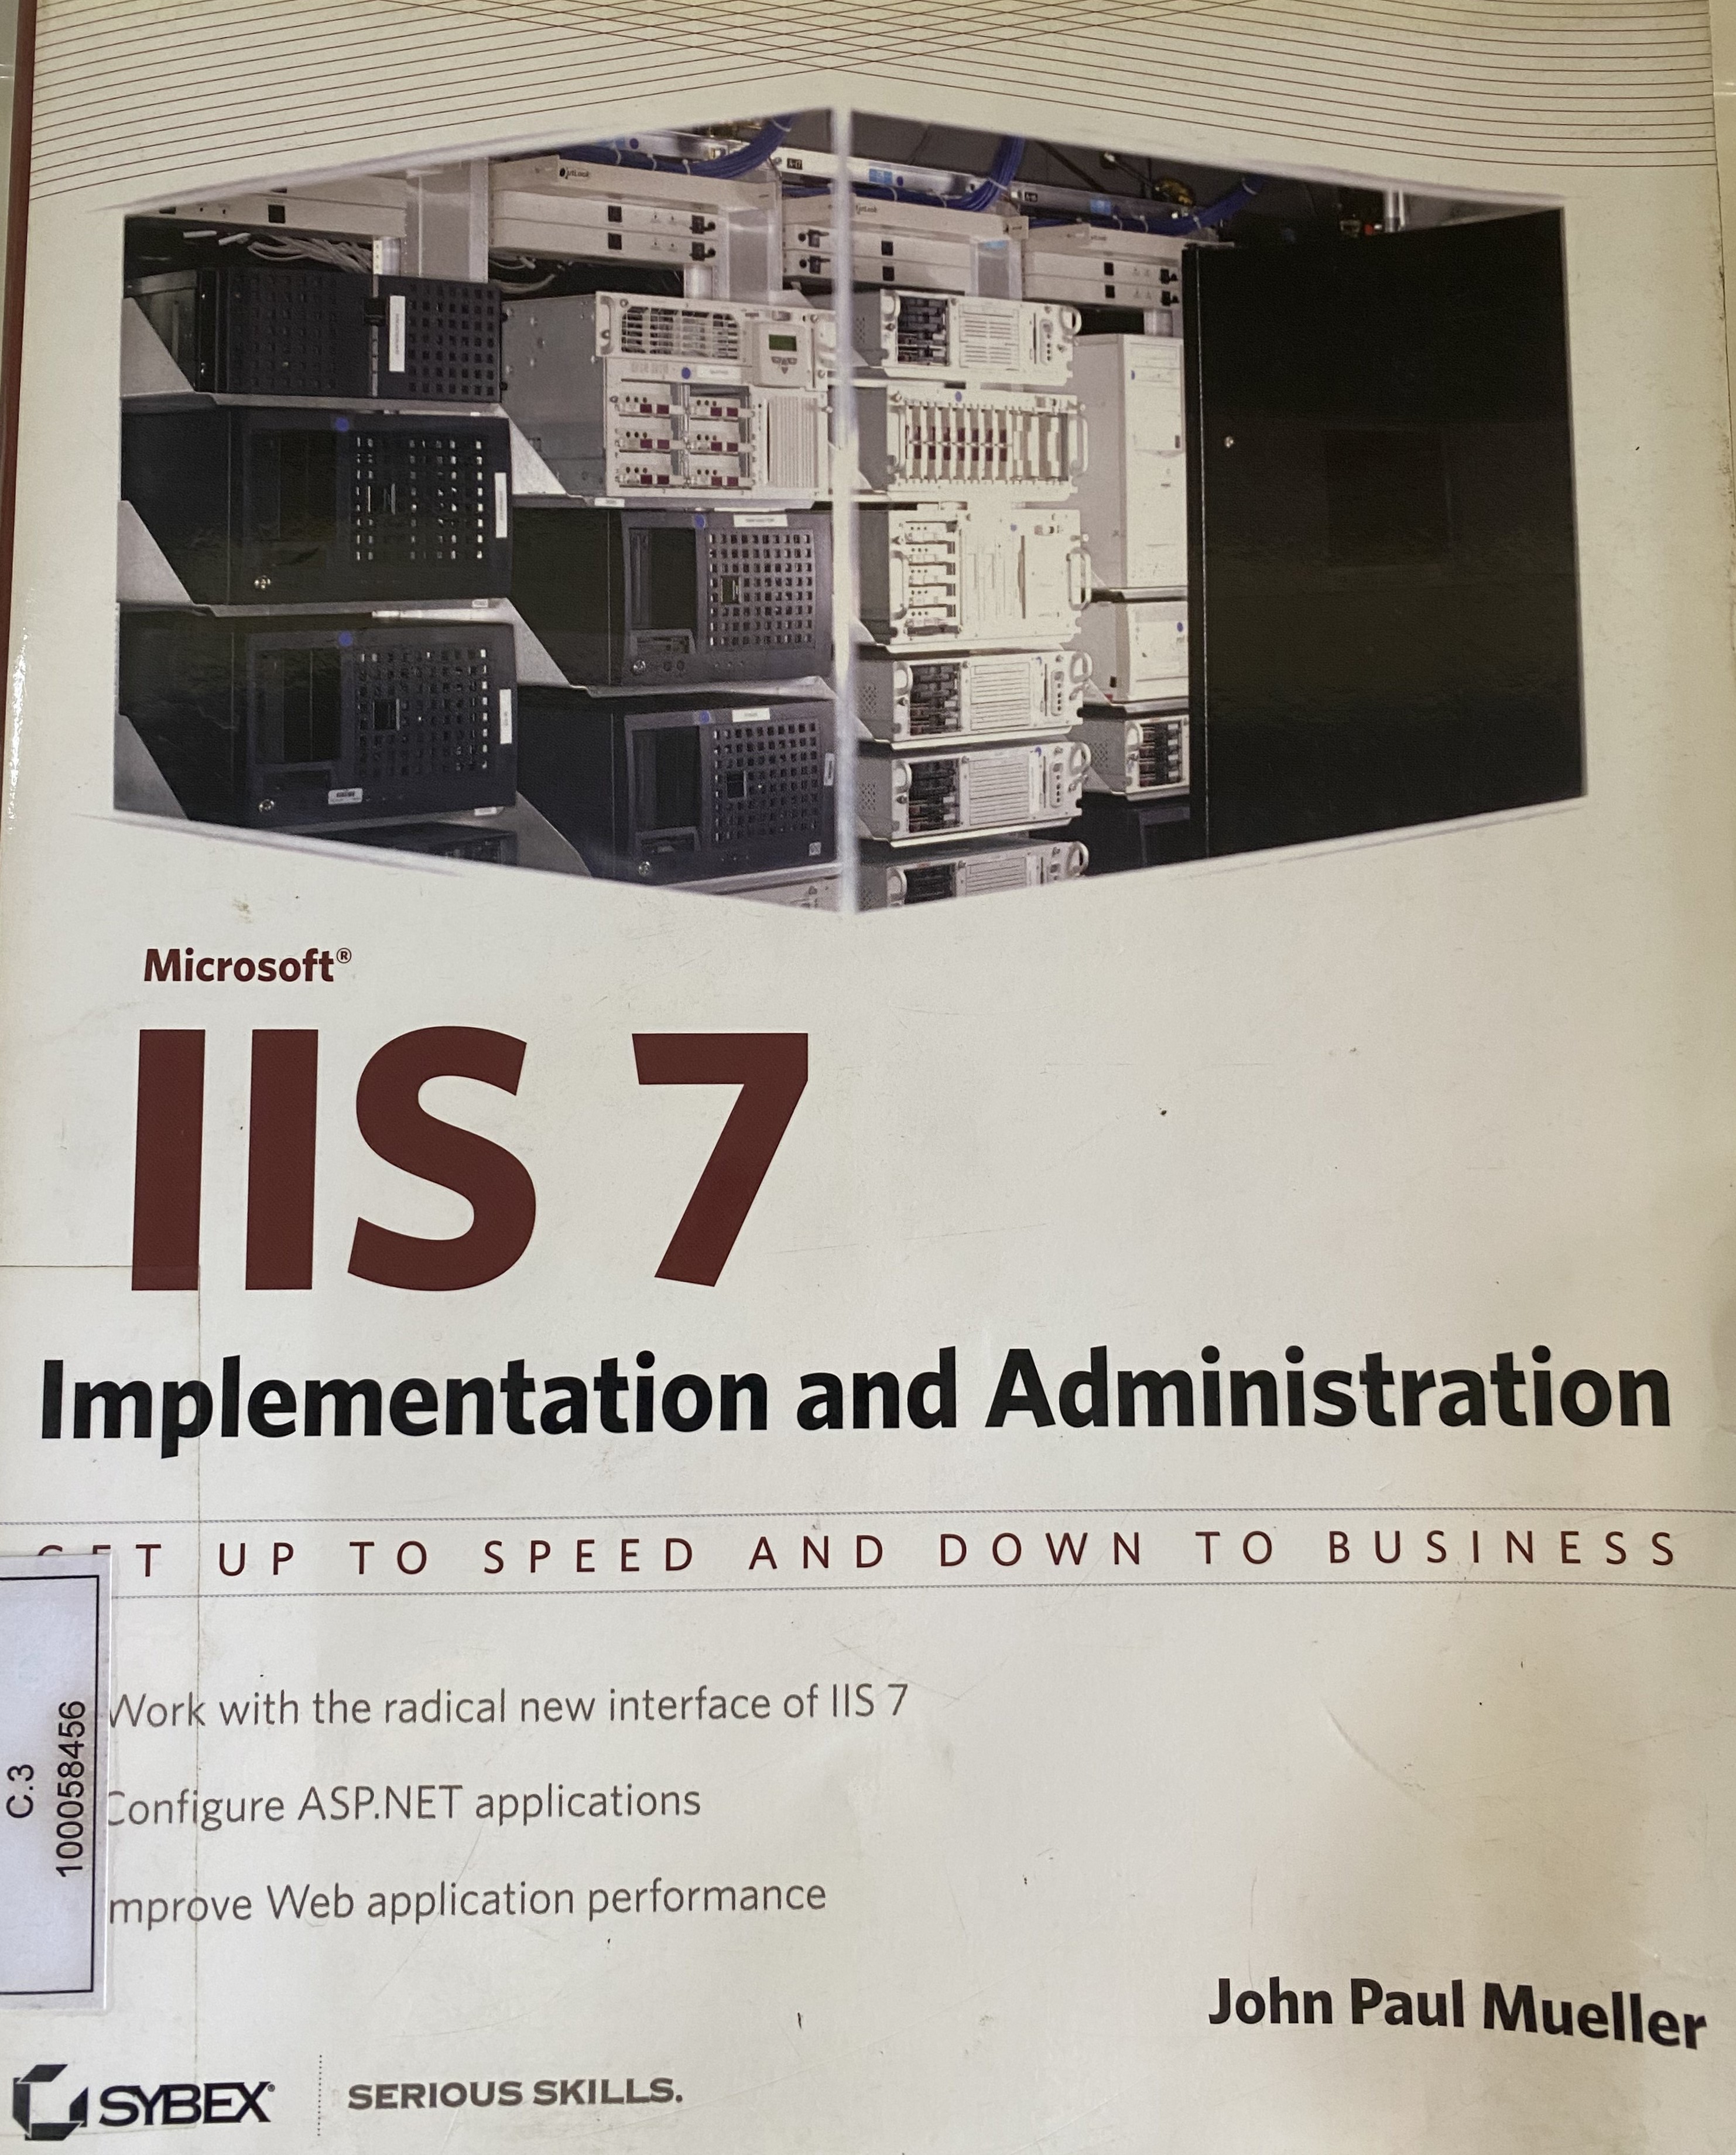 Microsoft®
IIS 7
Implementation and Administration
GET UP TO SPEED AND DOWN TO BUSINESS
Work with the radical new interface of IIS 7
Configure ASP.NET applications
mprove Web application performance
C.3
100058456
John Paul Mueller
SYBEX®
SERIOUS SKILLS.